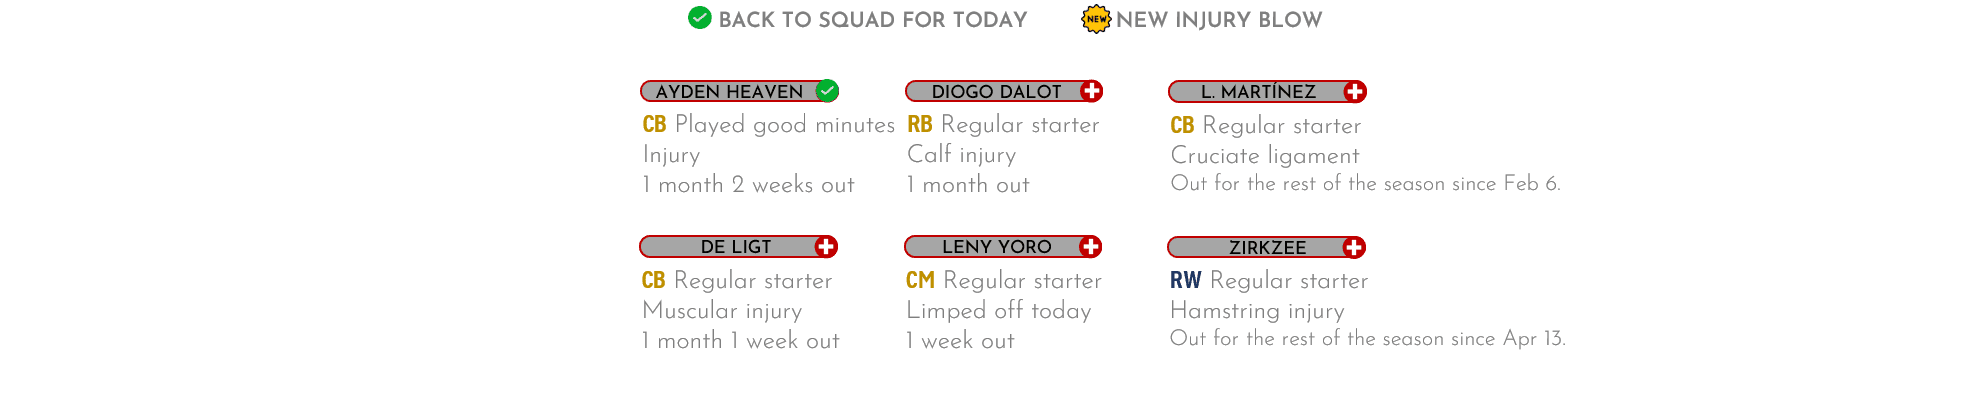 BACK TO SQUAD FOR TODAY
NEW NEW INJURY BLOW
AYDEN HEAVEN
CB Played good minutes
Injury
1 month 2 weeks out
DIOGO DALOT
RB Regular starter
Calf injury
1 month out
L. MARTÍNEZ
CB Regular starter
Cruciate ligament
Out for the rest of the season since Feb 6.
DE LIGT
CB Regular starter
Muscular injury
1 month 1 week out
LENY YORO
CM Regular starter
Limped off today
1 week out
ZIRKZEE
RW Regular starter
Hamstring injury
Out for the rest of the season since Apr 13.